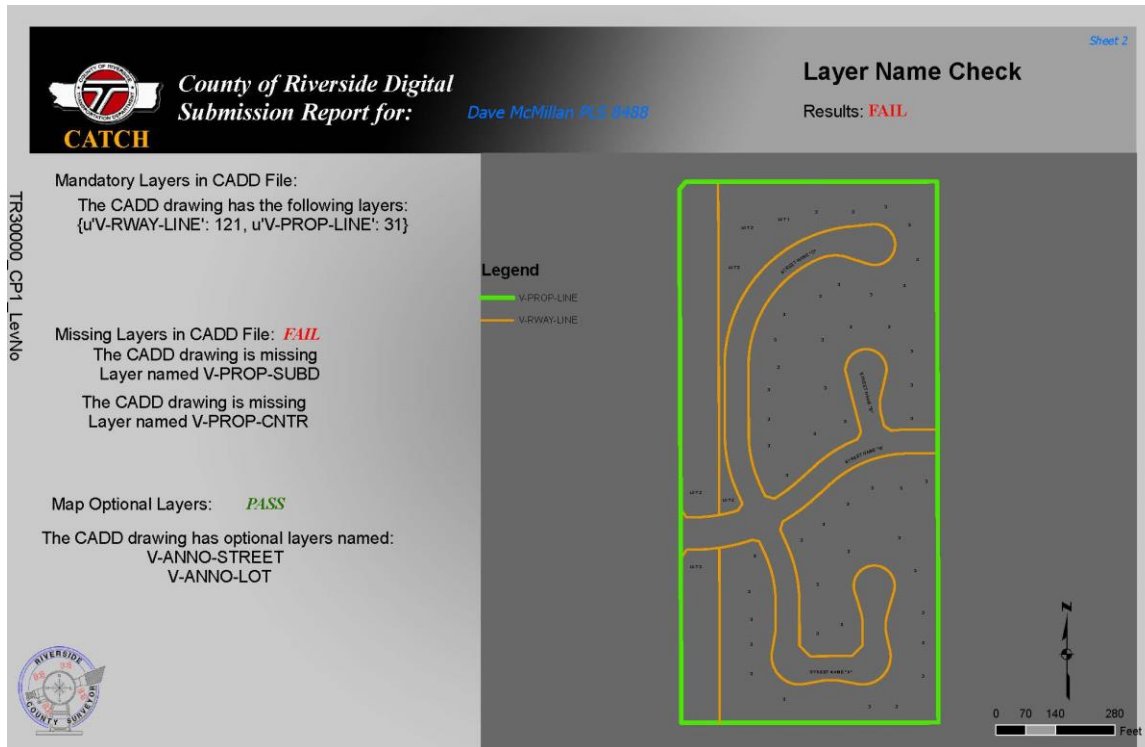 Sheet 2
County of Riverside Digital
Submission Report for:
Dave McMillan PLS 8488
CATCH
Layer Name Check
Results: FAIL
TR30000_CP1_LevNo
Mandatory Layers in CADD File:
The CADD drawing has the following layers:
{u'V-RWAY-LINE': 121, u'V-PROP-LINE': 31}
Missing Layers in CADD File: FAIL
The CADD drawing is missing
Layer named V-PROP-SUBD
The CADD drawing is missing
Layer named V-PROP-CNTR
Map Optional Layers: PASS
The CADD drawing has optional layers named:
V-ANNO-STREET
V-ANNO-LOT
RIVERSIDE
COUNTY SURVEYOR
Legend
V-PROP-LINE
V-RWAY-LINE
N
0 70 140 280
Feet